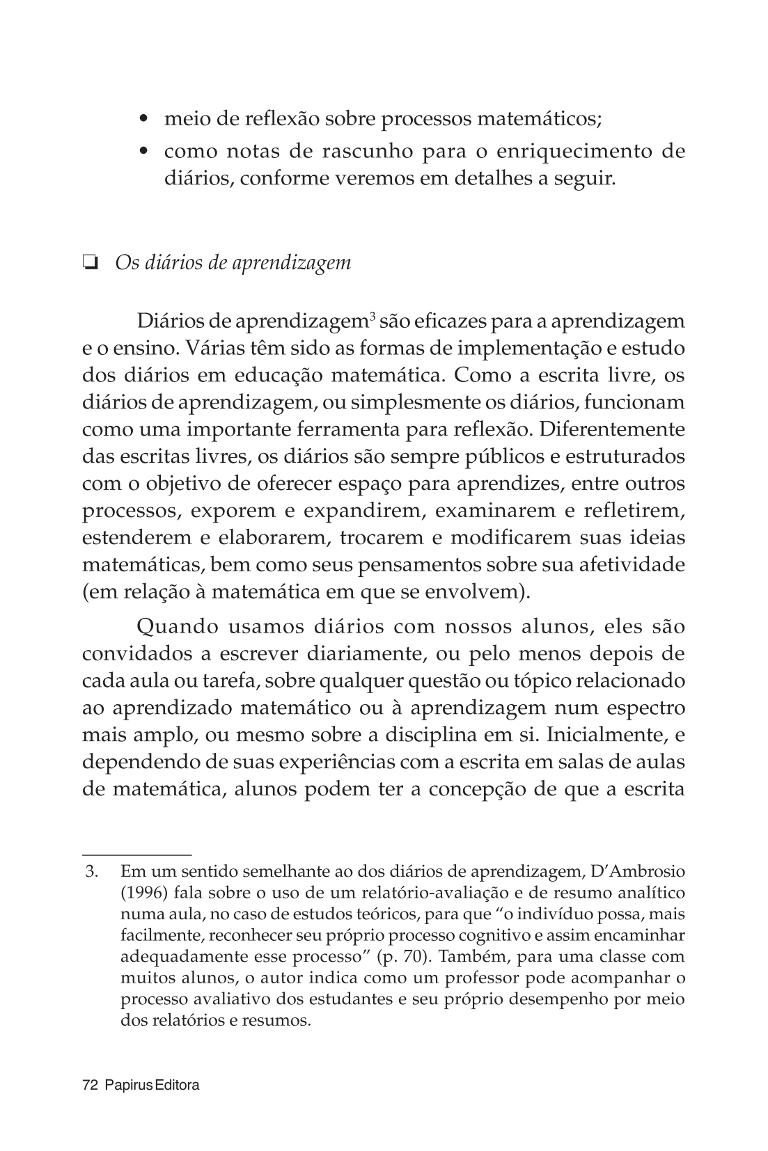 • meio de reflexão sobre processos matemáticos;
• como notas de rascunho para o enriquecimento de
diários, conforme veremos em detalhes a seguir.
❏ Os diários de aprendizagem
Diários de aprendizagem³ são eficazes para a aprendizagem
e o ensino. Várias têm sido as formas de implementação e estudo
dos diários em educação matemática. Como a escrita livre, os
diários de aprendizagem, ou simplesmente os diários, funcionam
como uma importante ferramenta para reflexão. Diferentemente
das escritas livres, os diários são sempre públicos e estruturados
com o objetivo de oferecer espaço para aprendizes, entre outros
processos, exporem e expandirem, examinarem e refletirem,
estenderem e elaborarem, trocarem e modificarem suas ideias
matemáticas, bem como seus pensamentos sobre sua afetividade
(em relação à matemática em que se envolvem).
Quando usamos diários com nossos alunos, eles são
convidados a escrever diariamente, ou pelo menos depois de
cada aula ou tarefa, sobre qualquer questão ou tópico relacionado
ao aprendizado matemático ou à aprendizagem num espectro
mais amplo, ou mesmo sobre a disciplina em si. Inicialmente, e
dependendo de suas experiências com a escrita em salas de aulas
de matemática, alunos podem ter a concepção de que a escrita
3. Em um sentido semelhante ao dos diários de aprendizagem, D’Ambrosio
(1996) fala sobre o uso de um relatório-avaliação e de resumo analítico
numa aula, no caso de estudos teóricos, para que “o indivíduo possa, mais
facilmente, reconhecer seu próprio processo cognitivo e assim encaminhar
adequadamente esse processo” (p. 70). Também, para uma classe com
muitos alunos, o autor indica como um professor pode acompanhar o
processo avaliativo dos estudantes e seu próprio desempenho por meio
dos relatórios e resumos.
72 Papirus Editora